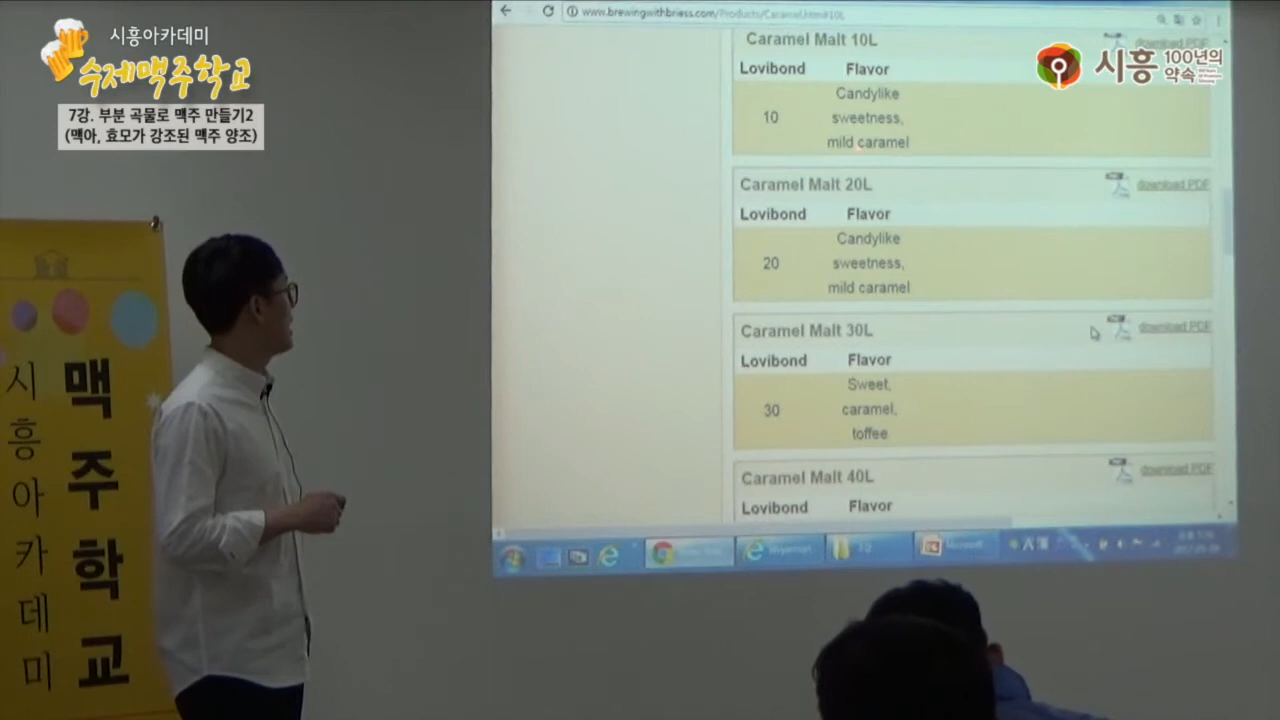 시흥아카데미
수제맥주학교
7강. 부분 곡물로 맥주 만들기2
(맥아, 효모가 강조된 맥주 양조)
시흥 100년의 약속
시흥아카데미
맥주학교
www.brewingwithbriess.com/Products/Caramel.htm#10L
Caramel Malt 10L
download PDF
Lovibond Flavor
10
Candylike
sweetness,
mild caramel
Caramel Malt 20L
download PDF
Lovibond Flavor
20
Candylike
sweetness,
mild caramel
Caramel Malt 30L
download PDF
Lovibond Flavor
30
Sweet,
caramel,
toffee
Caramel Malt 40L
download PDF
Lovibond Flavor